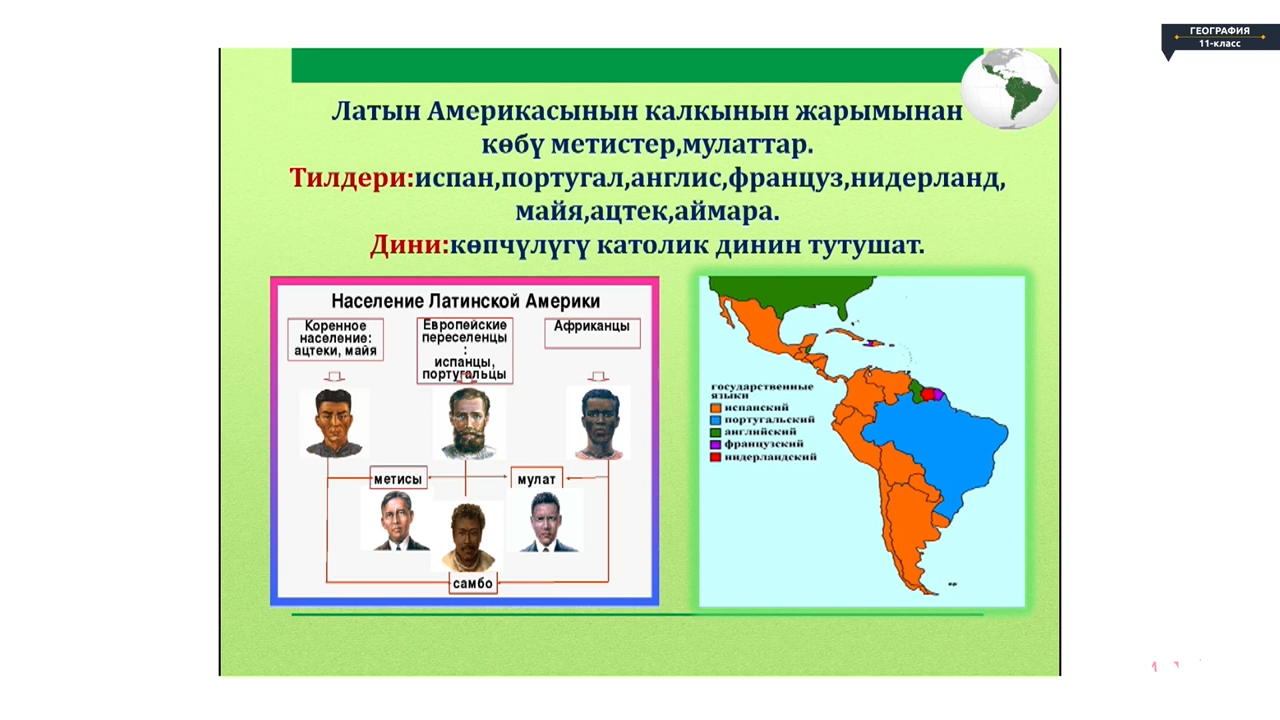 ГЕОГРАФИЯ
11-класс
Латын Америкасынын калкынын жарымынан
көбү метистер,мулаттар.
Тилдери:испан,португал,англис,француз,нидерланд,
майя,ацтек,аймара.
Дини:көпчүлүгү католик динин тутушат.
Население Латинской Америки
Коренное
население:
ацтеки, майя
Европейские
переселенцы
:
испанцы,
португальцы
Африканцы
метисы
мулат
самбо
государственные
языки
испанский
португальский
английский
французский
нидерландский